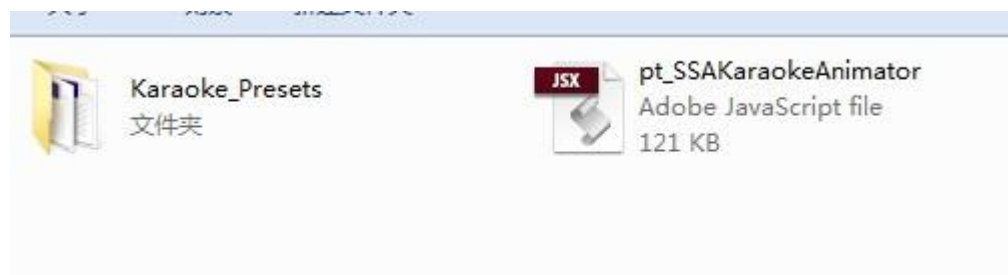 Karaoke_Presets
文件夹
JSX
pt_SSAKaraokeAnimator
Adobe JavaScript file
121 KB